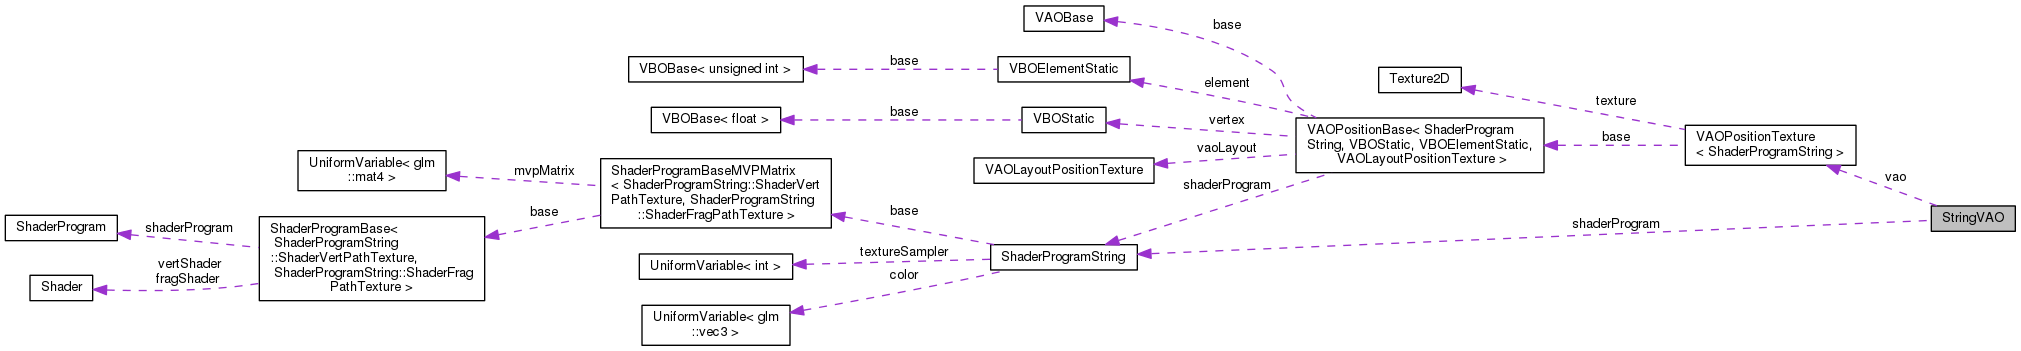 VAOBase
base
VBOBase< unsigned int >
base
VBOElementStatic
element
Texture2D
texture
VBOBase< float >
base
VBOStatic
vertex
VAOPositionBase< ShaderProgram
String, VBOStatic, VBOElementStatic,
VAOLayoutPositionTexture >
base
VAOPositionTexture
< ShaderProgramString >
vaoLayout
VAOLayoutPositionTexture
UniformVariable< glm
::mat4 >
mvpMatrix
ShaderProgramBaseMVPMatrix
< ShaderProgramString::ShaderVert
PathTexture, ShaderProgramString
::ShaderFragPathTexture >
shaderProgram
vao
StringVAO
base
base
shaderProgram
ShaderProgram
shaderProgram
ShaderProgramBase<
ShaderProgramString
::ShaderVertPathTexture,
ShaderProgramString::ShaderFrag
PathTexture >
vertShader
fragShader
Shader
UniformVariable< int >
textureSampler
ShaderProgramString
color
UniformVariable< glm
::vec3 >